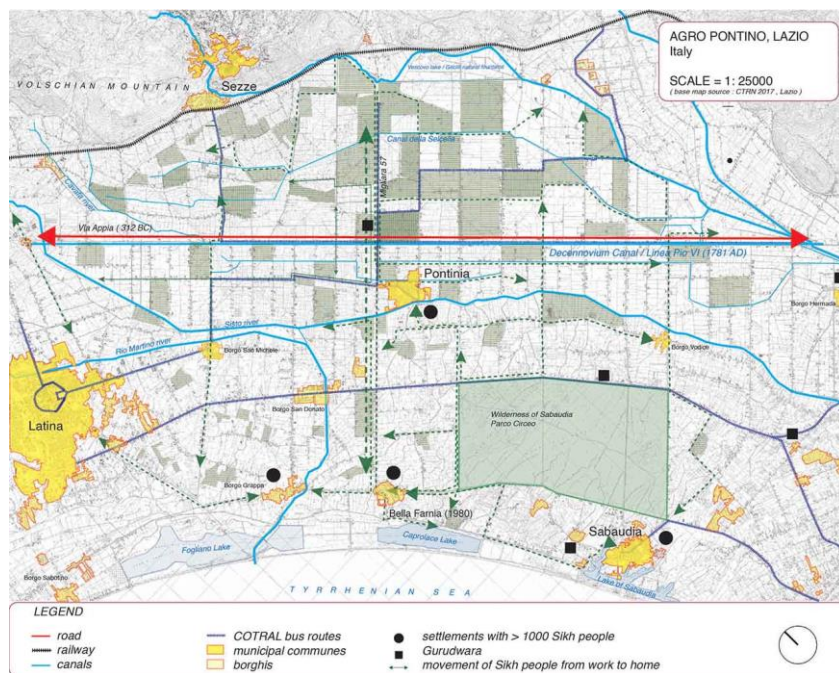 AGRO PONTINO, LAZIO
Italy
SCALE = 1: 25000
( base map source : CTRN 2017 , Lazio )
VOLSCHIAN MOUNTAIN
Sezze
Canal della Selcella
Migliara 57
Cavata river
Via Appia ( 312 BC)
Decennovium Canal / Linea Pio VI (1781 AD)
Pontinia
Borgo Hermada
Sisto river
Rio Martino river
Borgo San Michele
Borgo Vodice
Latina
Borgo San Donato
Wilderness of Sabaudia
Parco Circeo
Borgo Grappa
Bella Farnia (1980)
Sabaudia
Fogliano Lake
Caprolace Lake
Lake of Sabaudia
Borgo Sabotino
TYRRHENIAN SEA
LEGEND
road
railway
canals
COTRAL bus routes
municipal communes
borghis
settlements with > 1000 Sikh people
Gurudwara
movement of Sikh people from work to home